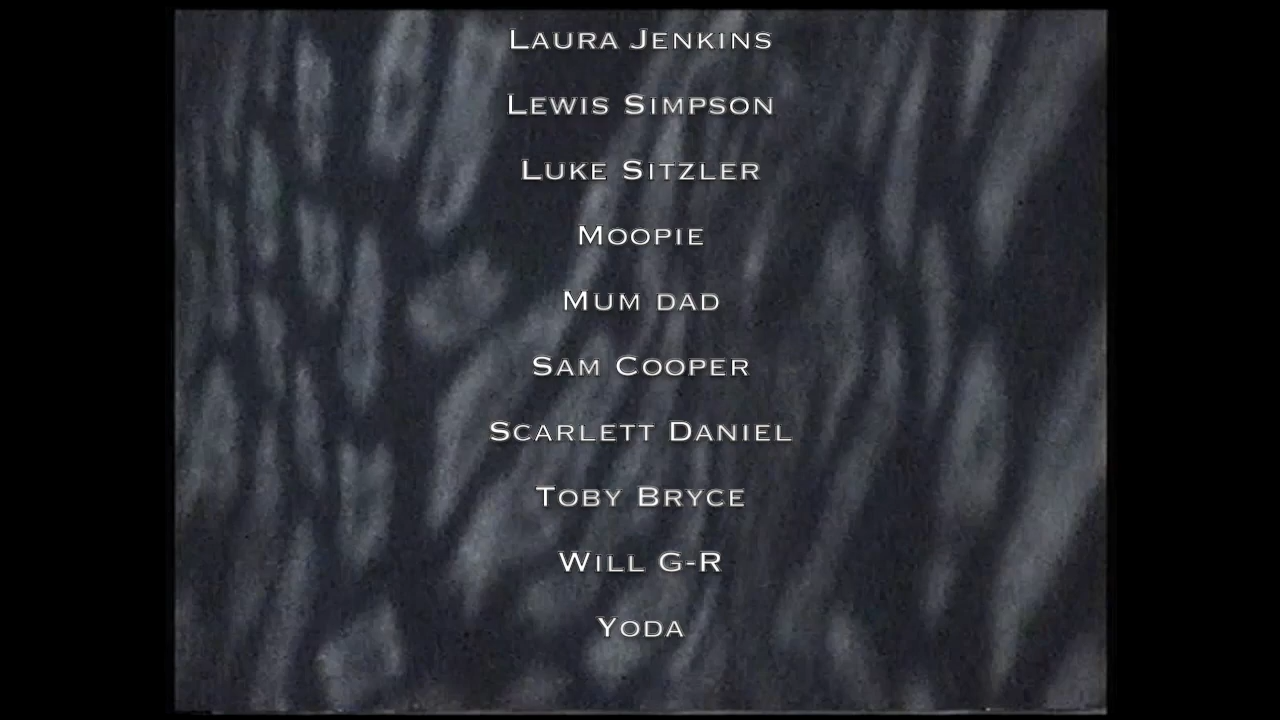 Laura Jenkins
Lewis Simpson
Luke Sitzler
Moopie
Mum dad
Sam Cooper
Scarlett Daniel
Toby Bryce
Will G-R
Yoda